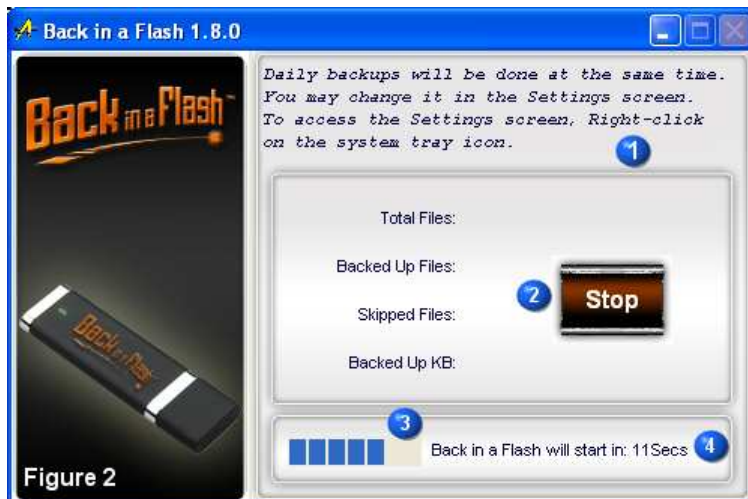 Back in a Flash 1.8.0
Back in a Flash™
Back in a Flash
Figure 2
Daily backups will be done at the same time.
You may change it in the Settings screen.
To access the Settings screen, Right-click
on the system tray icon.
1
Total Files:
Backed Up Files:
2
Stop
Skipped Files:
Backed Up KB:
3
Back in a Flash will start in: 11Secs
4